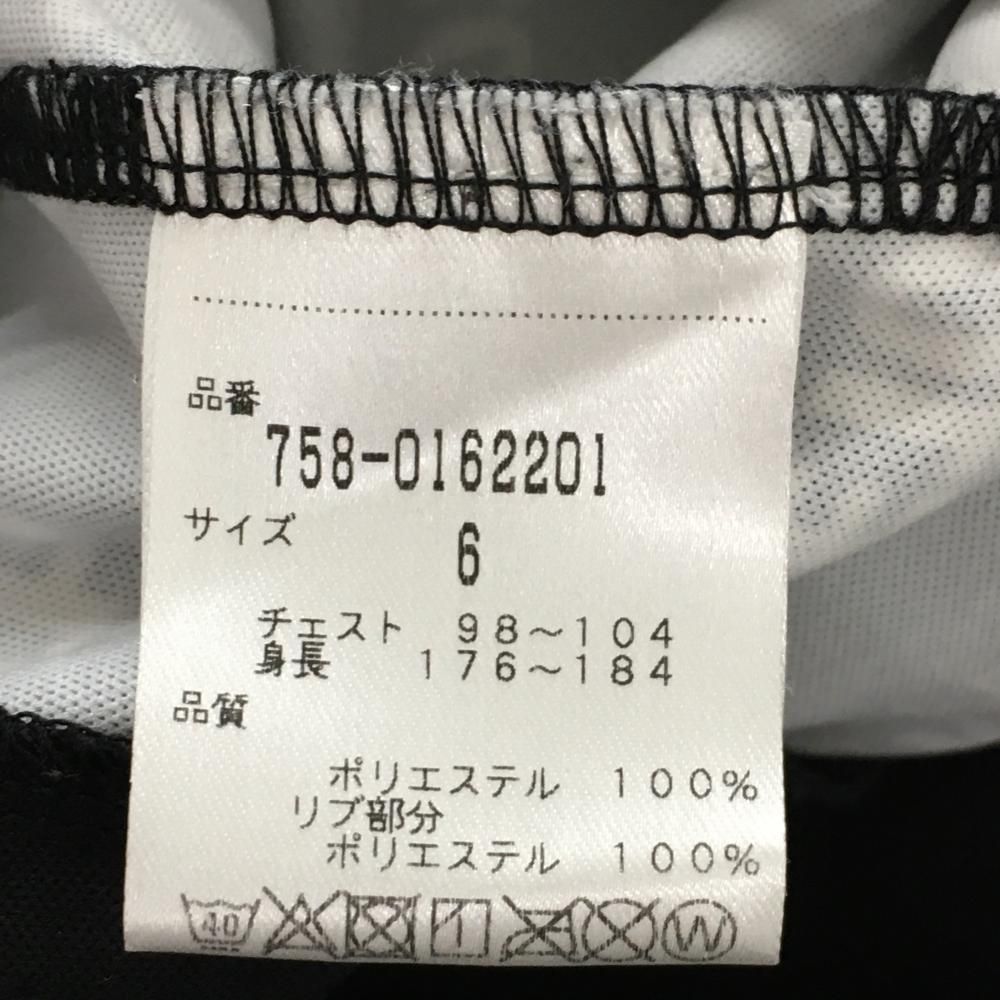 品番
758-0162201
サイズ
6
チェスト 98～104
身長 176～184
品質
ポリエステル 100%
リブ部分
ポリエステル 100%
40 W